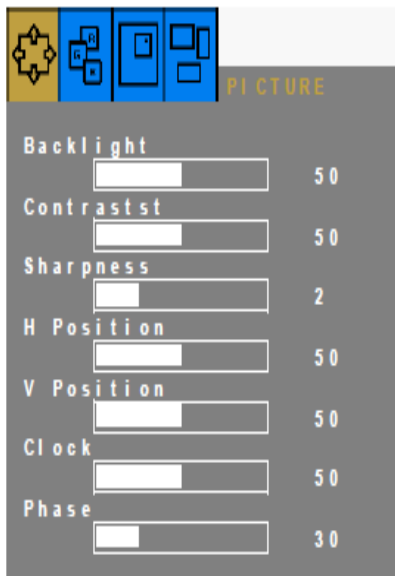 PICTURE
Backlight
50
Contrastst
50
Sharpness
2
H Position
50
V Position
50
Clock
50
Phase
30